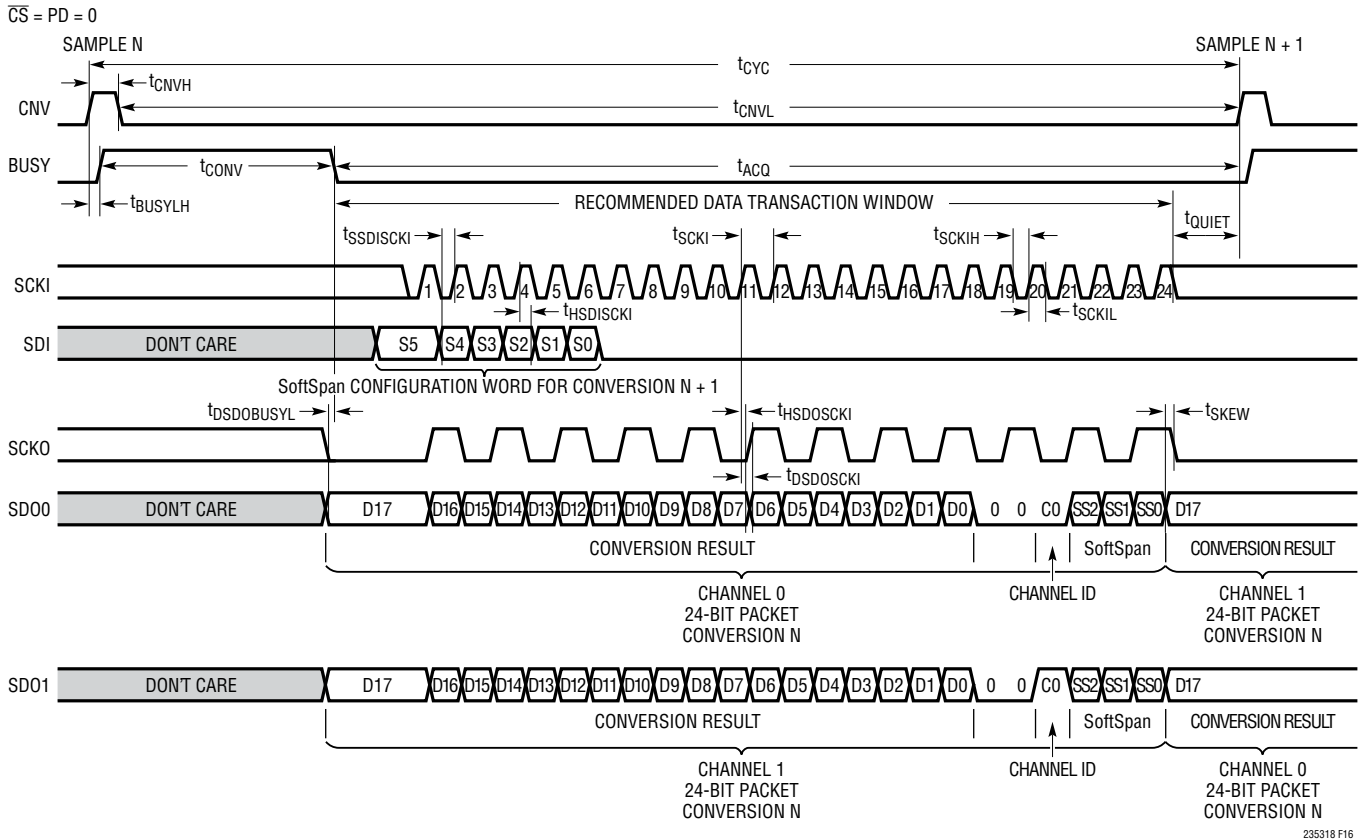 CS = PD = 0
SAMPLE N
SAMPLE N + 1
tCYC
tCNVH
CNV
tCNVL
BUSY
tCONV
tACQ
tBUSYLH
RECOMMENDED DATA TRANSACTION WINDOW
tQUIET
tSSDISCKI
tSCKI
tSCKIH
SCKI
1 2 3 4 5 6 7 8 9 10 11 12 13 14 15 16 17 18 19 20 21 22 23 24
tHSDISCKI
tSCKIL
SDI
DON'T CARE
S5 S4 S3 S2 S1 S0
SoftSpan CONFIGURATION WORD FOR CONVERSION N + 1
tDSDOBUSYL
tHSDOSCKI
tSKEW
SCKO
tDSDOSCKI
SDO0
DON'T CARE
D17 D16 D15 D14 D13 D12 D11 D10 D9 D8 D7 D6 D5 D4 D3 D2 D1 D0 0 0 C0 SS2 SS1 SS0 D17
CONVERSION RESULT
SoftSpan
CONVERSION RESULT
CHANNEL 0
24-BIT PACKET
CONVERSION N
CHANNEL ID
CHANNEL 1
24-BIT PACKET
CONVERSION N
SDO1
DON'T CARE
D17 D16 D15 D14 D13 D12 D11 D10 D9 D8 D7 D6 D5 D4 D3 D2 D1 D0 0 0 C0 SS2 SS1 SS0 D17
CONVERSION RESULT
SoftSpan
CONVERSION RESULT
CHANNEL 1
24-BIT PACKET
CONVERSION N
CHANNEL ID
CHANNEL 0
24-BIT PACKET
CONVERSION N
235318 F16